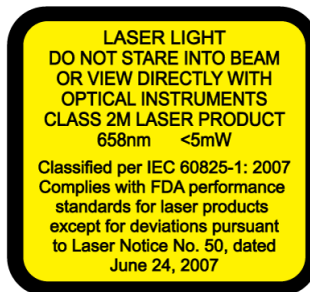 LASER LIGHT
DO NOT STARE INTO BEAM
OR VIEW DIRECTLY WITH
OPTICAL INSTRUMENTS
CLASS 2M LASER PRODUCT
658nm <5mW
Classified per IEC 60825-1: 2007
Complies with FDA performance
standards for laser products
except for deviations pursuant
to Laser Notice No. 50, dated
June 24, 2007